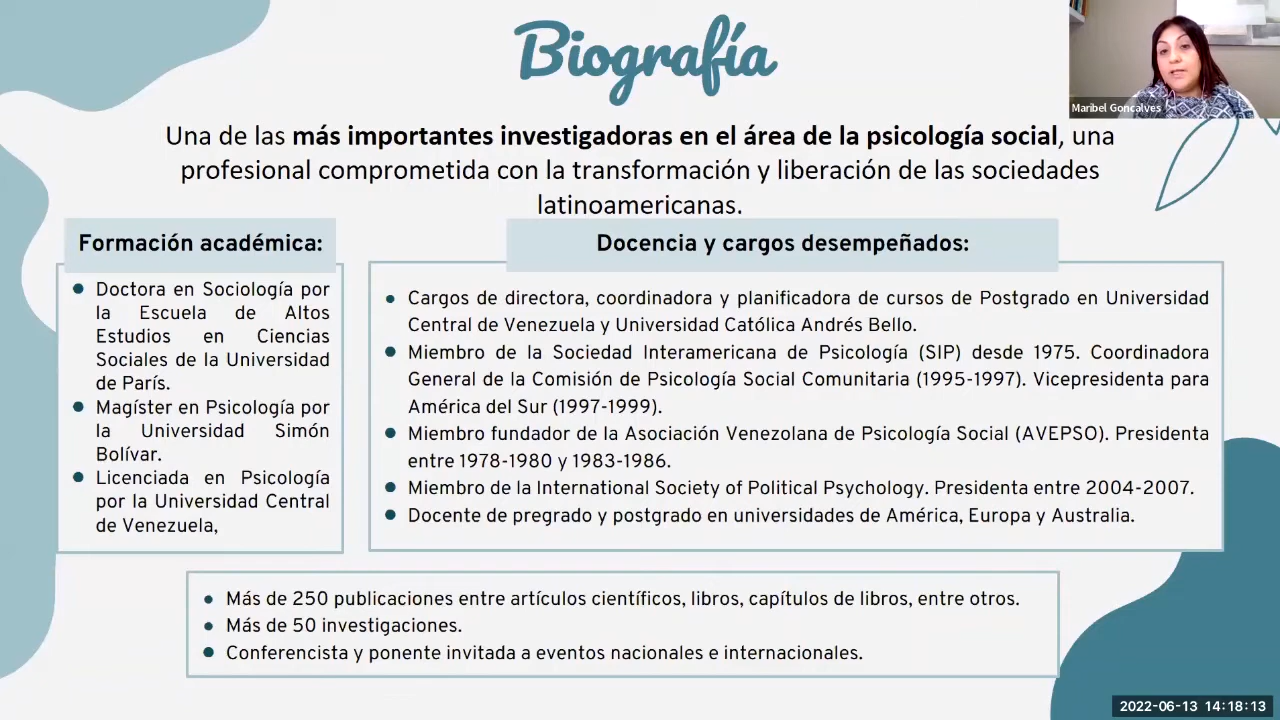 Biografía
Maribel Goncalves
Una de las más importantes investigadoras en el área de la psicología social, una
profesional comprometida con la transformación y liberación de las sociedades
latinoamericanas.
Formación académica:
● Doctora en Sociología por
la Escuela de Altos
Estudios en Ciencias
Sociales de la Universidad
de París.
● Magíster en Psicología por
la Universidad Simón
Bolívar.
● Licenciada en Psicología
por la Universidad Central
de Venezuela,
Docencia y cargos desempeñados:
● Cargos de directora, coordinadora y planificadora de cursos de Postgrado en Universidad
Central de Venezuela y Universidad Católica Andrés Bello.
● Miembro de la Sociedad Interamericana de Psicología (SIP) desde 1975. Coordinadora
General de la Comisión de Psicología Social Comunitaria (1995-1997). Vicepresidenta para
América del Sur (1997-1999).
● Miembro fundador de la Asociación Venezolana de Psicología Social (AVEPSO). Presidenta
entre 1978-1980 y 1983-1986.
● Miembro de la International Society of Political Psychology. Presidenta entre 2004-2007.
● Docente de pregrado y postgrado en universidades de América, Europa y Australia.
● Más de 250 publicaciones entre artículos científicos, libros, capítulos de libros, entre otros.
● Más de 50 investigaciones.
● Conferencista y ponente invitada a eventos nacionales e internacionales.
2022-06-13 14:18:13